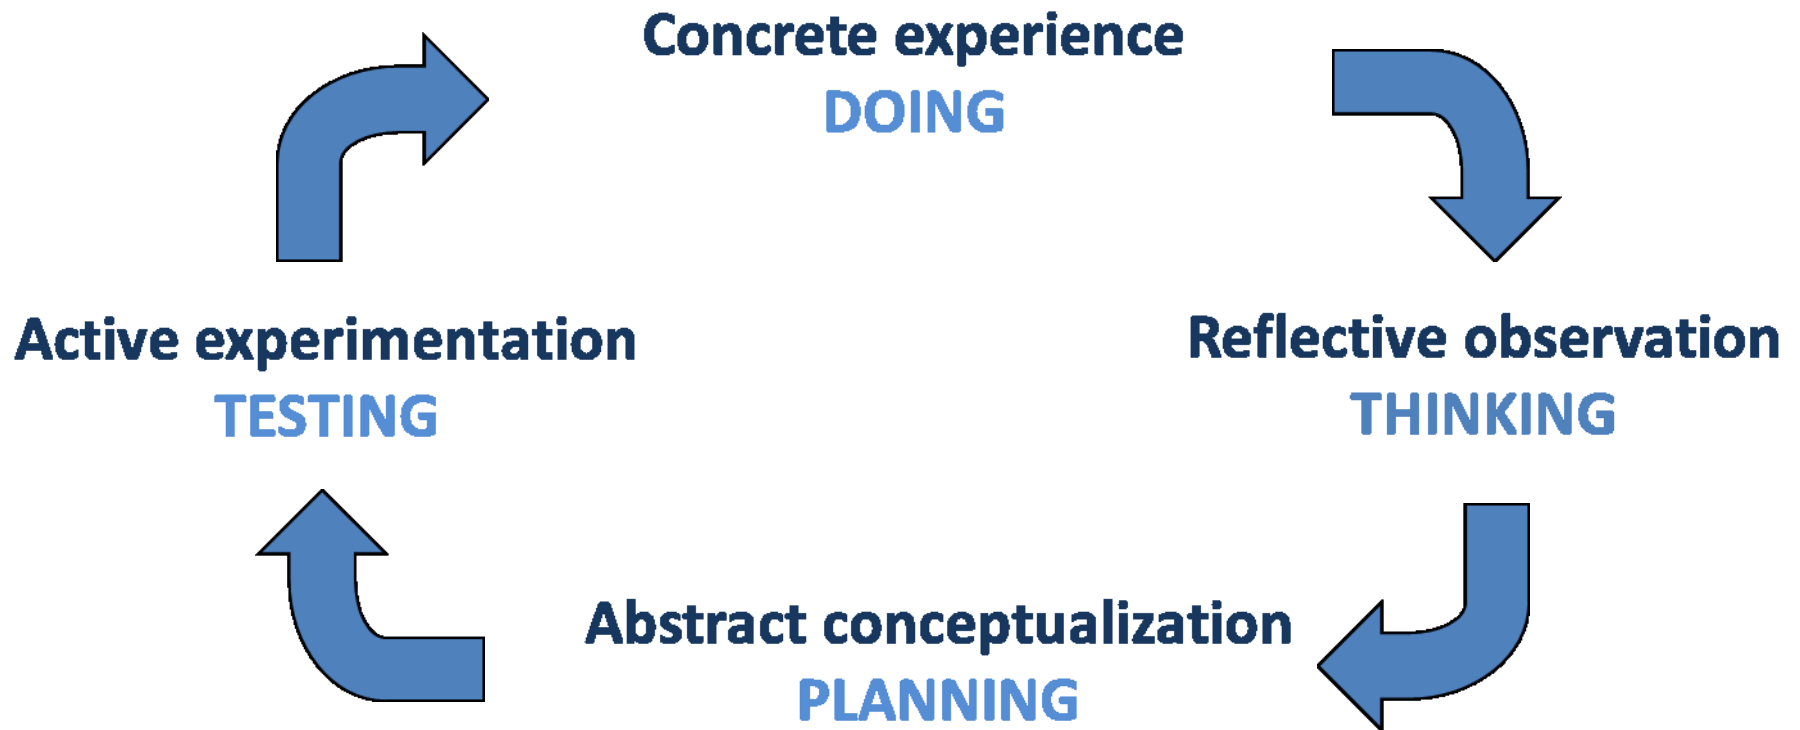 Concrete experience
DOING
Reflective observation
THINKING
Abstract conceptualization
PLANNING
Active experimentation
TESTING